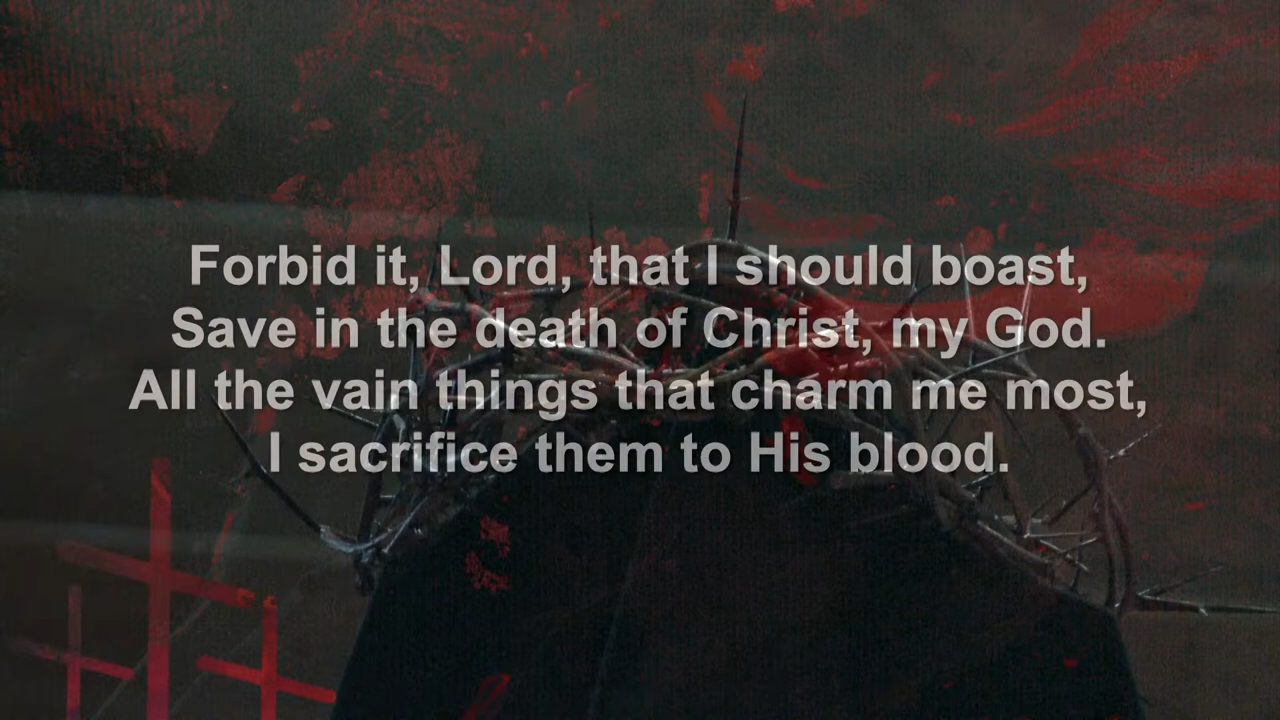 Forbid it, Lord, that I should boast,
Save in the death of Christ, my God.
All the vain things that charm me most,
I sacrifice them to His blood.